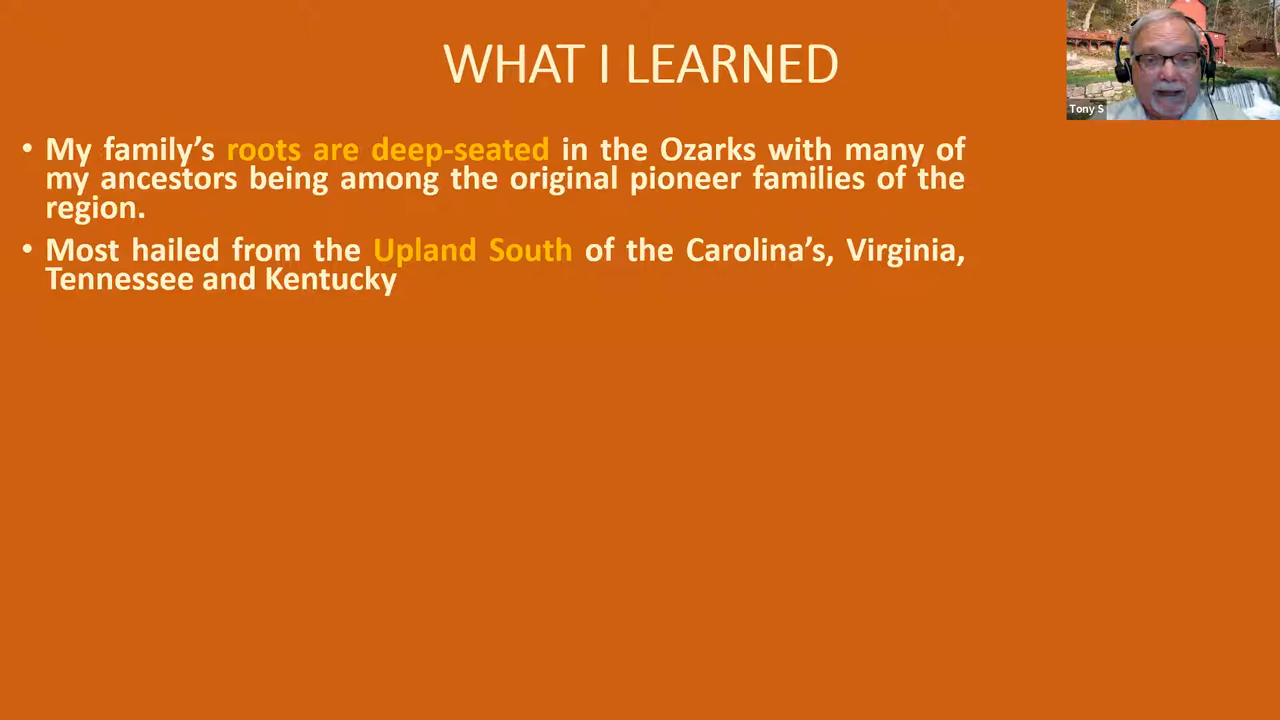 WHAT I LEARNED
Tony S
• My family's roots are deep-seated in the Ozarks with many of
my ancestors being among the original pioneer families of the
region.
• Most hailed from the Upland South of the Carolina's, Virginia,
Tennessee and Kentucky